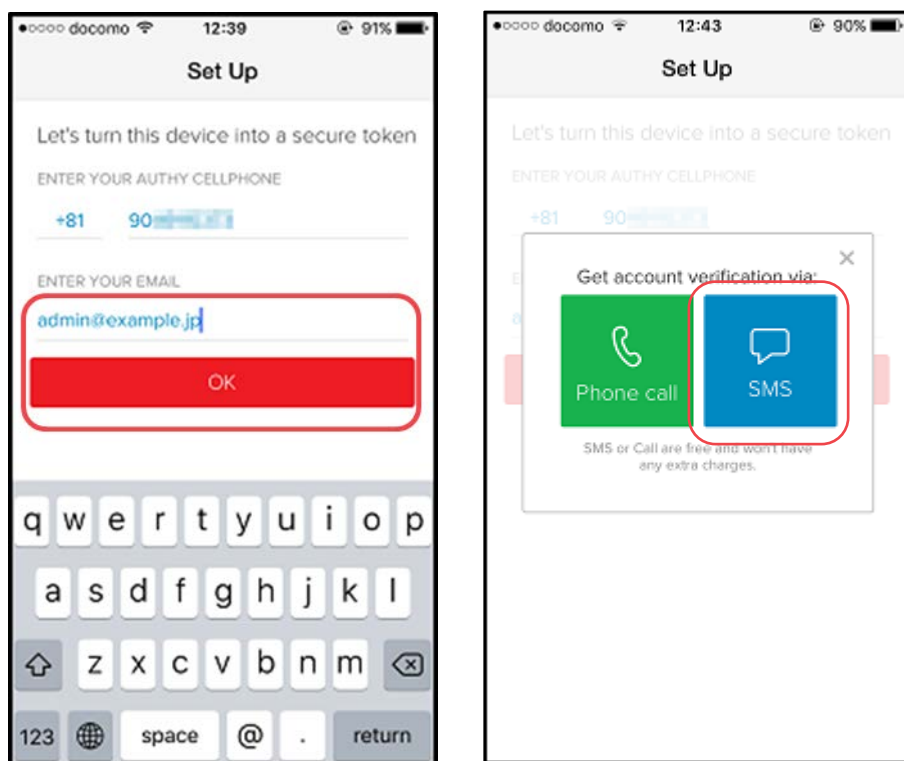 docomo 12:39 91%
Set Up
Let's turn this device into a secure token
ENTER YOUR AUTHY CELLPHONE
+81 90
ENTER YOUR EMAIL
admin@example.jp
OK
q w e r t y u i o p
a s d f g h j k l
z x c v b n m
123 space @ . return
docomo 12:43 90%
Set Up
Let's turn this device into a secure token
ENTER YOUR AUTHY CELLPHONE
+81 90
E
a
Get account verification via:
Phone call
SMS
SMS or Call are free and won't have
any extra charges.